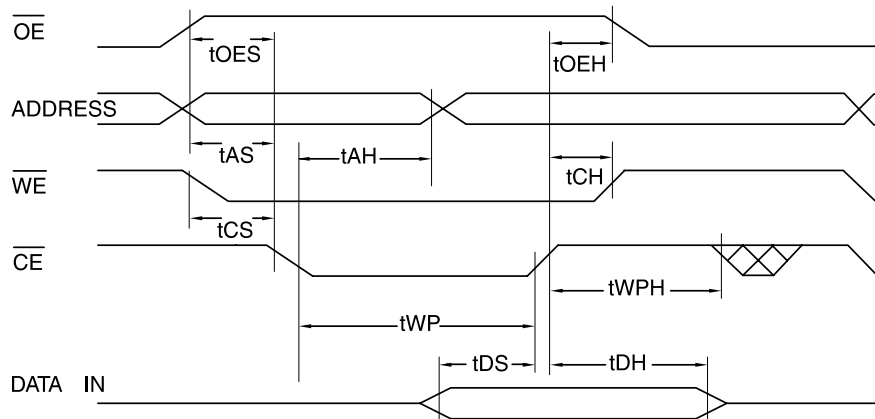 OE
tOES
tOEH
ADDRESS
tAS
tAH
tCH
WE
tCS
CE
tWPH
tWP
tDS
tDH
DATA IN